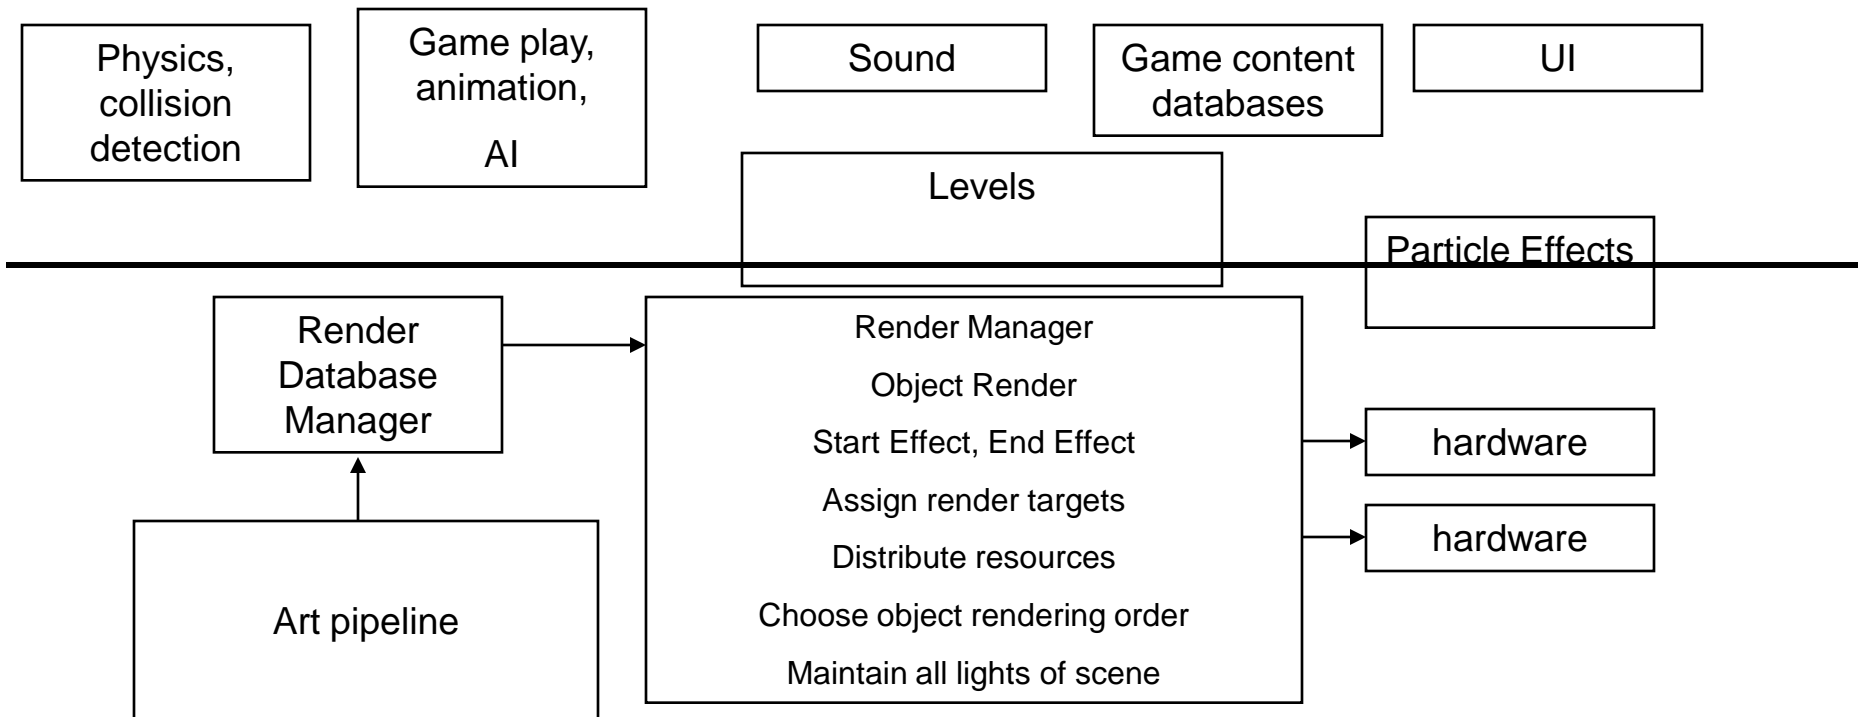 Physics,
collision
detection
Game play,
animation,
AI
Sound
Game content
databases
UI
Levels
Particle Effects
Render
Database
Manager
Render Manager
Object Render
Start Effect, End Effect
Assign render targets
Distribute resources
Choose object rendering order
Maintain all lights of scene
hardware
hardware
Art pipeline